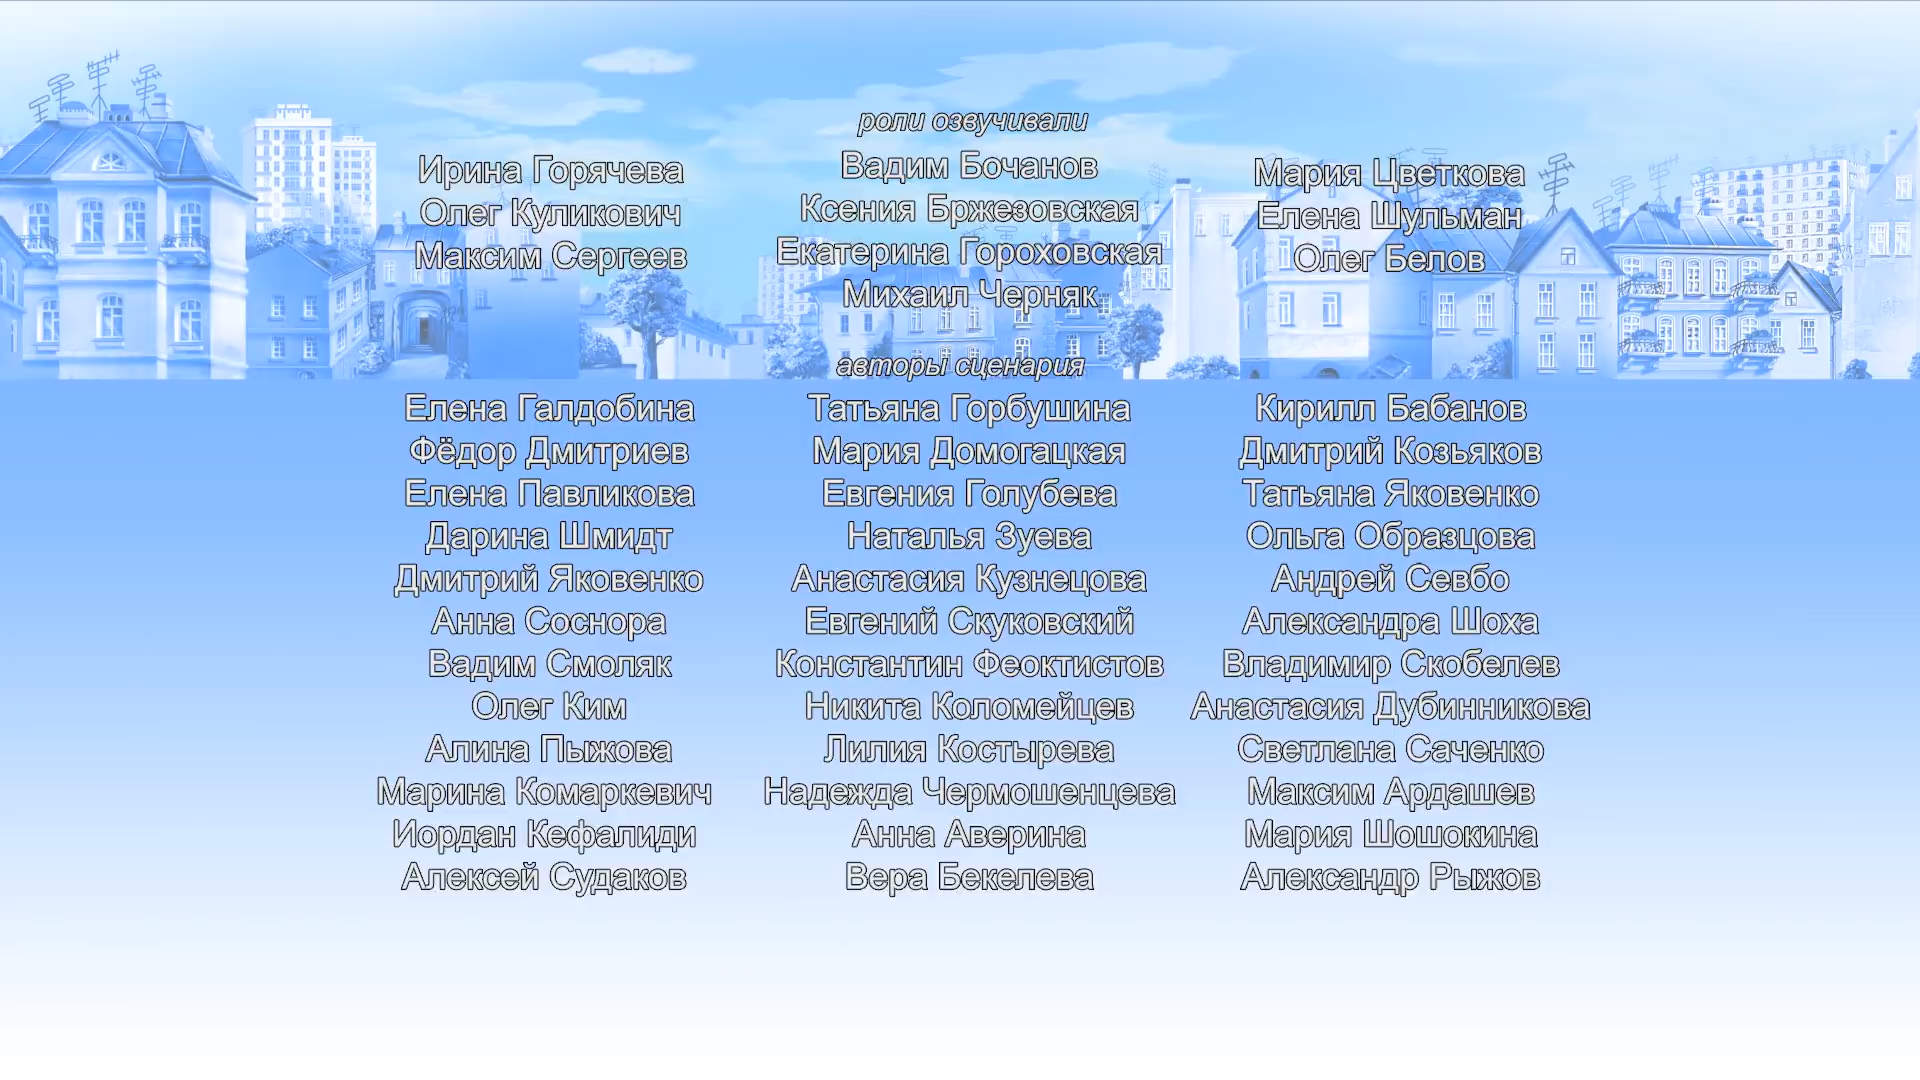 роли озвучивали
Ирина Горячева
Олег Куликович
Максим Сергеев
Вадим Бочанов
Ксения Бржезовская
Екатерина Гороховская
Михаил Черняк
Мария Цветкова
Елена Шульман
Олег Белов
авторы сценария
Елена Галдобина
Фёдор Дмитриев
Елена Павликова
Дарина Шмидт
Дмитрий Яковенко
Анна Соснора
Вадим Смоляк
Олег Ким
Алина Пыжова
Марина Комаркевич
Иордан Кефалиди
Алексей Судаков
Татьяна Горбушина
Мария Домогацкая
Евгения Голубева
Наталья Зуева
Анастасия Кузнецова
Евгений Скуковский
Константин Феоктистов
Никита Коломейцев
Лилия Костырева
Надежда Чермошенцева
Анна Аверина
Вера Бекелева
Кирилл Бабанов
Дмитрий Козьяков
Татьяна Яковенко
Ольга Образцова
Андрей Севбо
Александра Шоха
Владимир Скобелев
Анастасия Дубинникова
Светлана Саченко
Максим Ардашев
Мария Шошокина
Александр Рыжов